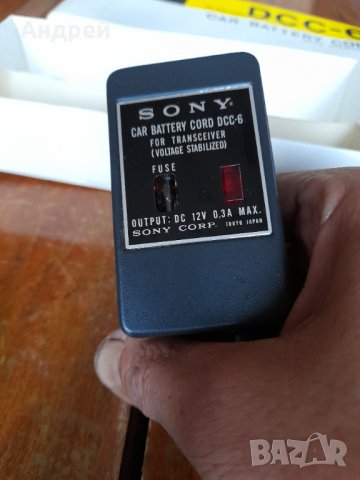 Андрей
DCC-6
CAR BATTERY CORD
SONY
CAR BATTERY CORD DCC-6
FOR TRANSCEIVER
(VOLTAGE STABILIZED)
FUSE
OUTPUT: DC 12V 0.3A MAX.
SONY CORP. TOKYO JAPAN
BAZAR